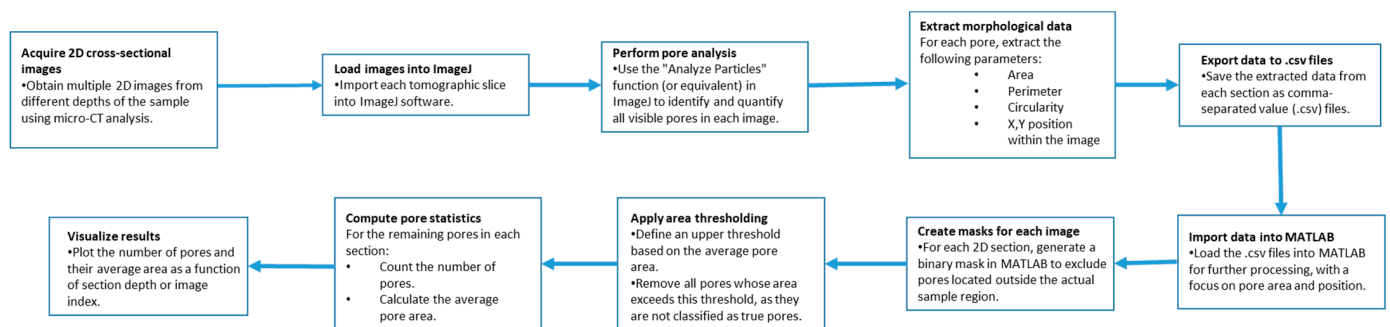 Acquire 2D cross-sectional
images
•Obtain multiple 2D images from
different depths of the sample
using micro-CT analysis.
Load images into ImageJ
•Import each tomographic slice
into ImageJ software.
Perform pore analysis
•Use the "Analyze Particles"
function (or equivalent) in
ImageJ to identify and quantify
all visible pores in each image.
Extract morphological data
For each pore, extract the
following parameters:
• Area
• Perimeter
• Circularity
• X,Y position
within the image
Export data to .csv files
•Save the extracted data from
each section as comma-
separated value (.csv) files.
Import data into MATLAB
•Load the .csv files into MATLAB
for further processing, with a
focus on pore area and position.
Create masks for each image
•For each 2D section, generate a
binary mask in MATLAB to exclude
pores located outside the actual
sample region.
Apply area thresholding
•Define an upper threshold
based on the average pore
area.
•Remove all pores whose area
exceeds this threshold, as they
are not classified as true pores.
Compute pore statistics
For the remaining pores in each
section:
• Count the number of
pores.
• Calculate the average
pore area.
Visualize results
•Plot the number of pores and
their average area as a function
of section depth or image
index.